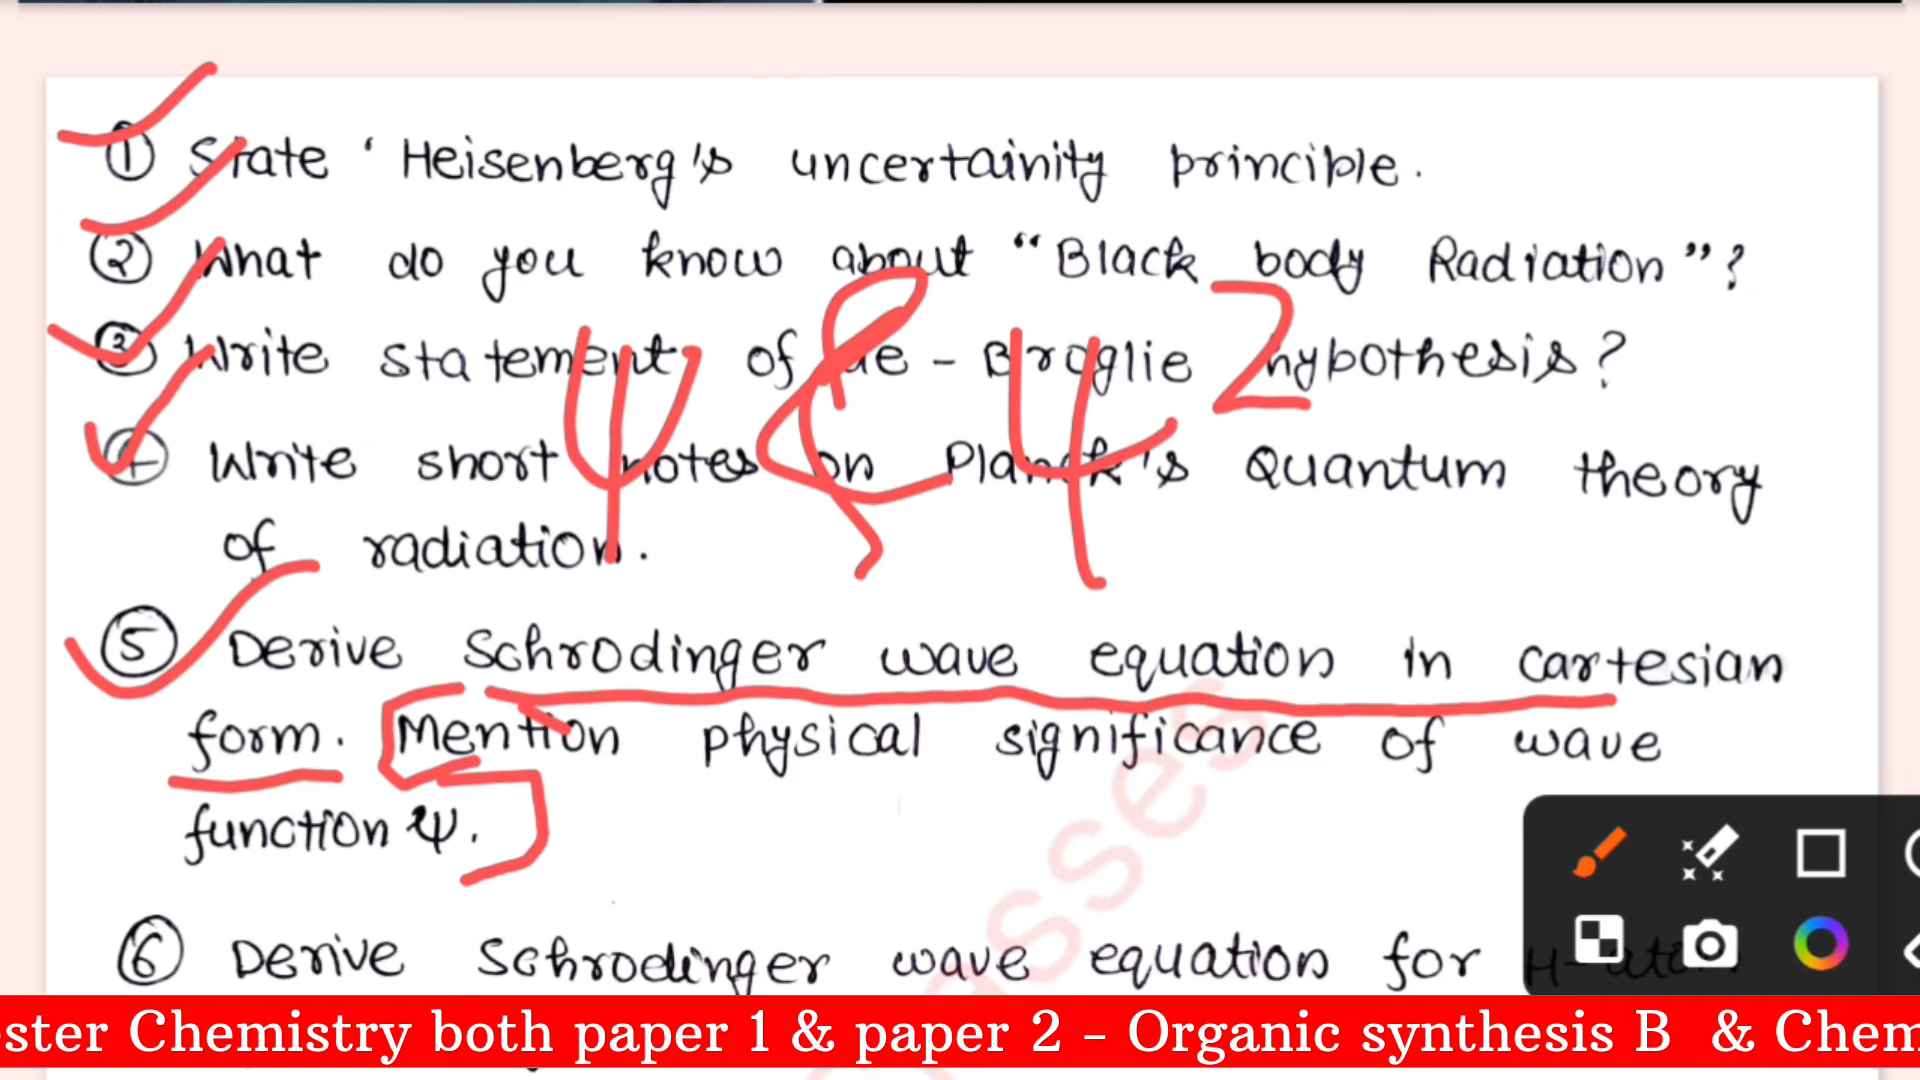 ① State 'Heisenberg's uncertainity principle.
② What do you know about "Black body Radiation"?
③ Write statement of De-Broglie hypothesis?
④ Write short notes on Planck's Quantum theory
of radiation.
ψ & ψ2
⑤ Derive Schrodinger wave equation in cartesian
form. Mention physical significance of wave
function ψ.
⑥ Derive Schrodinger wave equation for H-atom
asses
ster Chemistry both paper 1 & paper 2 - Organic synthesis B & Chem